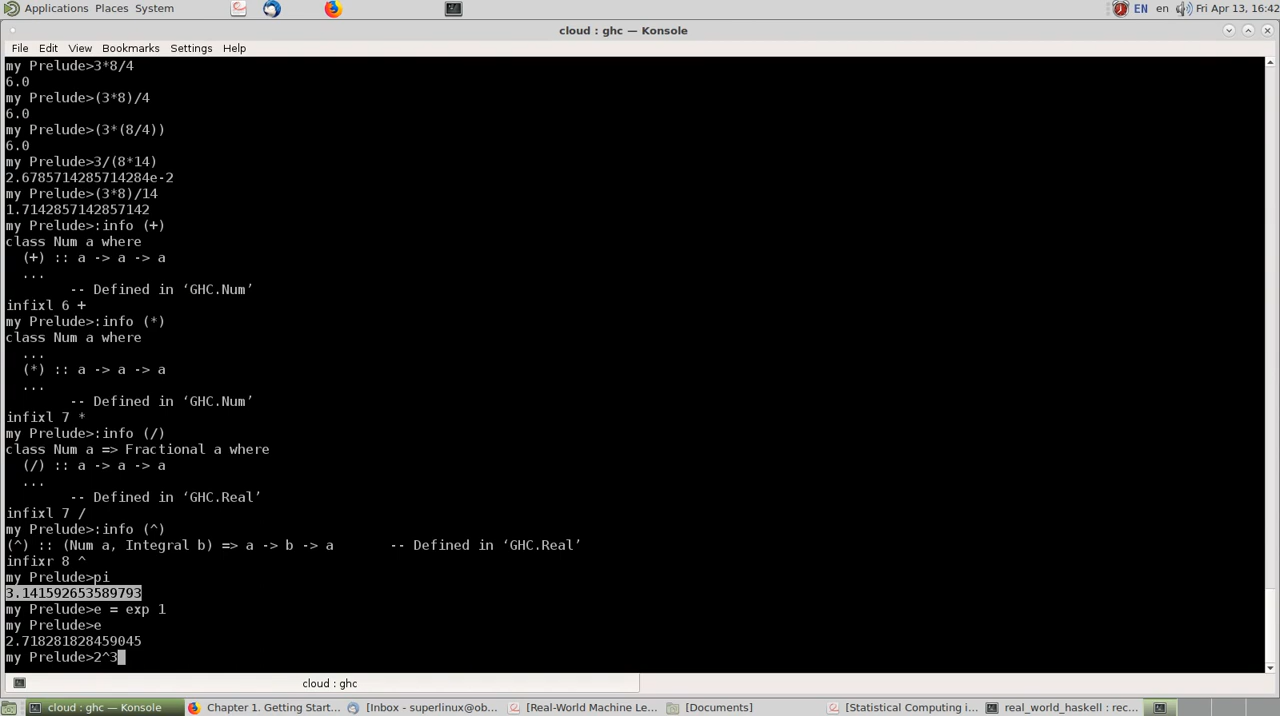 Applications Places System EN en Fri Apr 13, 16:42
cloud : ghc — Konsole
File Edit View Bookmarks Settings Help
my Prelude>3*8/4
6.0
my Prelude>(3*8)/4
6.0
my Prelude>(3*(8/4))
6.0
my Prelude>3/(8*14)
2.6785714285714284e-2
my Prelude>(3*8)/14
1.7142857142857142
my Prelude>:info (+)
class Num a where
  (+) :: a -> a -> a
  ...
        -- Defined in ‘GHC.Num’
infixl 6 +
my Prelude>:info (*)
class Num a where
  ...
  (*) :: a -> a -> a
  ...
        -- Defined in ‘GHC.Num’
infixl 7 *
my Prelude>:info (/)
class Num a => Fractional a where
  (/) :: a -> a -> a
  ...
        -- Defined in ‘GHC.Real’
infixl 7 /
my Prelude>:info (^)
(^) :: (Num a, Integral b) => a -> b -> a       -- Defined in ‘GHC.Real’
infixr 8 ^
my Prelude>pi
3.141592653589793
my Prelude>e = exp 1
my Prelude>e
2.718281828459045
my Prelude>2^3
cloud : ghc
cloud : ghc — Konsole Chapter 1. Getting Start... [Inbox - superlinux@ob... [Real-World Machine Le... [Documents] [Statistical Computing i... real_world_haskell : rec...